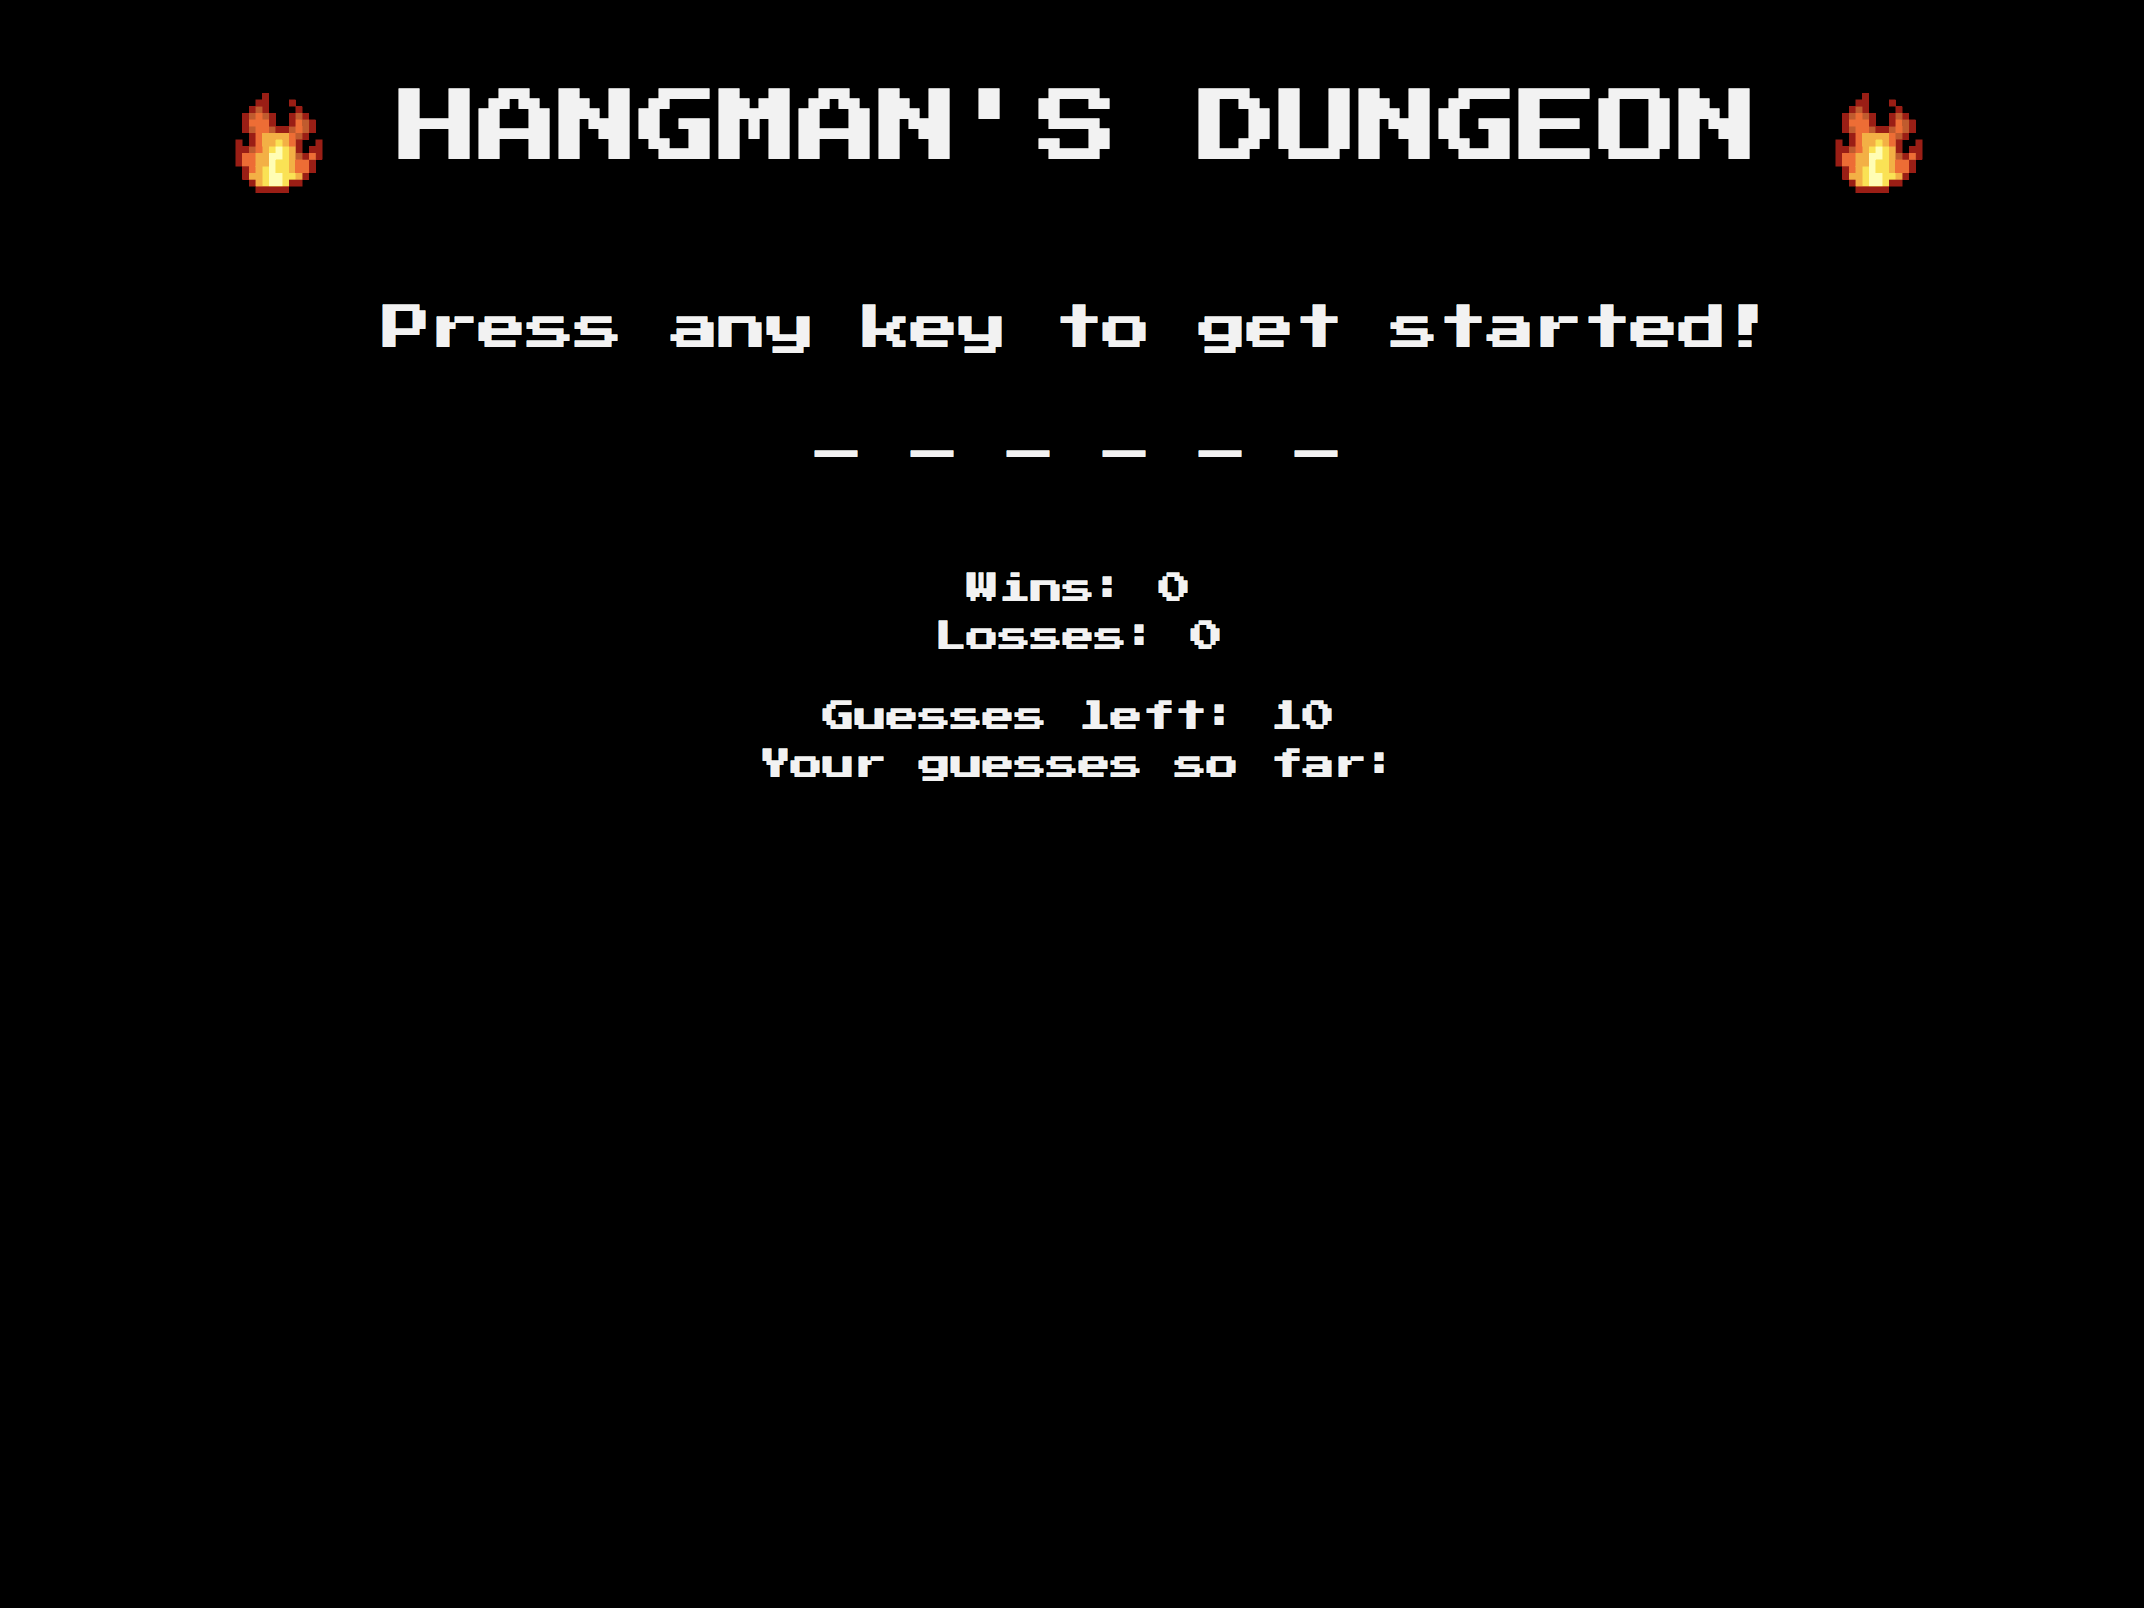 HANGMAN'S DUNGEON
Press any key to get started!
_ _ _ _ _ _
Wins: 0
Losses: 0
Guesses left: 10
Your guesses so far: